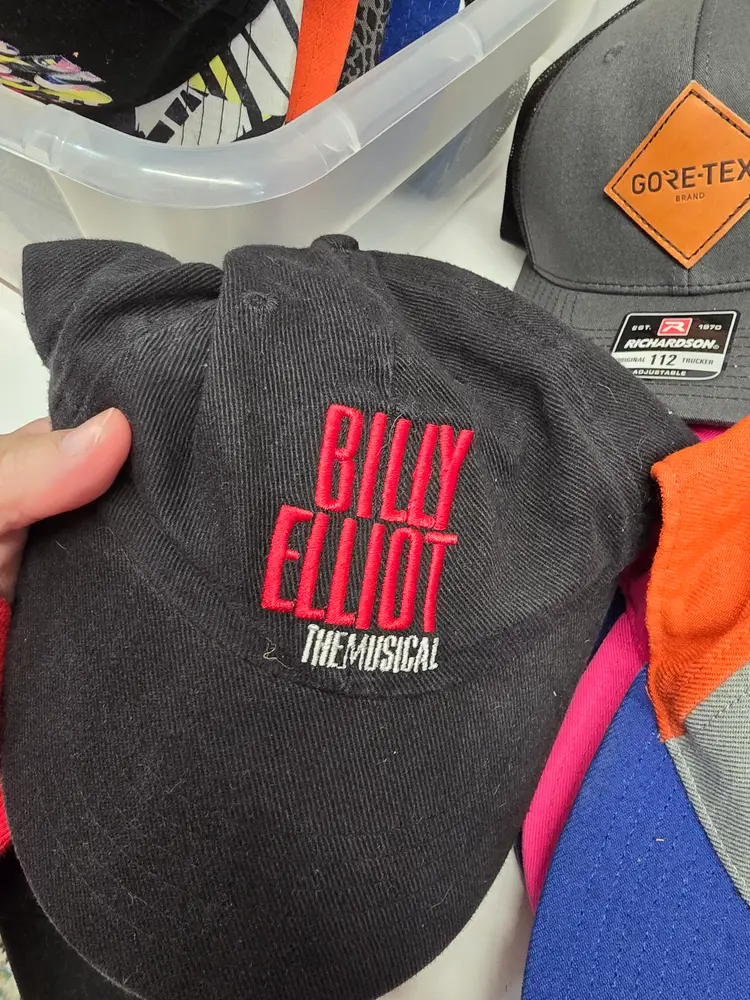 GORE-TEX
BRAND
EST. R 1970
RICHARDSON®
ORIGINAL 112 TRUCKER
ADJUSTABLE
BILLY
ELLIOT
THE MUSICAL